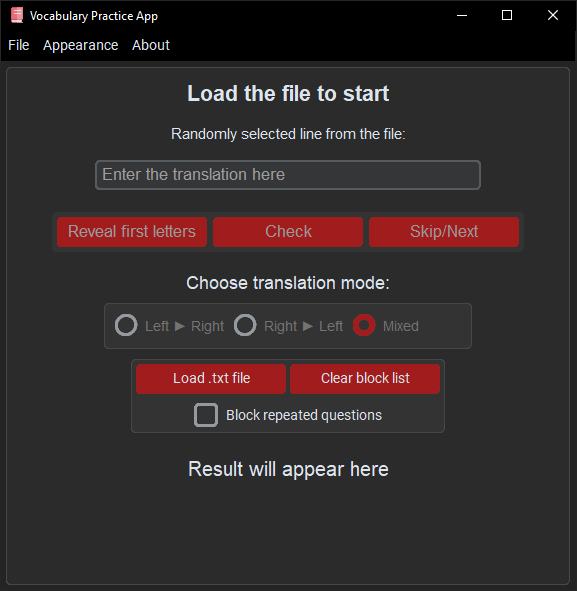 Vocabulary Practice App
File Appearance About
Load the file to start
Randomly selected line from the file:
Enter the translation here
Reveal first letters Check Skip/Next
Choose translation mode:
Left ► Right Right ► Left Mixed
Load .txt file Clear block list
Block repeated questions
Result will appear here